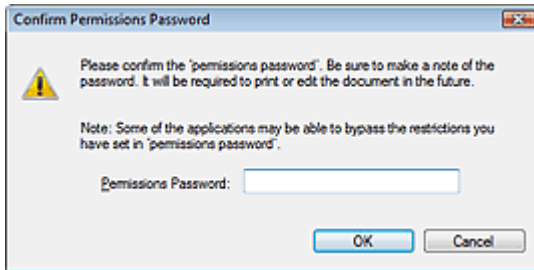 Confirm Permissions Password
Please confirm the 'permissions password'. Be sure to make a note of the
password. It will be required to print or edit the document in the future.
Note: Some of the applications may be able to bypass the restrictions you
have set in 'permissions password'.
Permissions Password:
OK Cancel